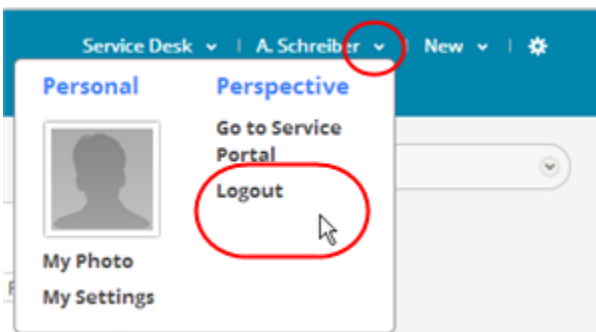 Service Desk | A. Schreiber | New |
Personal
Perspective
Go to Service
Portal
Logout
My Photo
My Settings